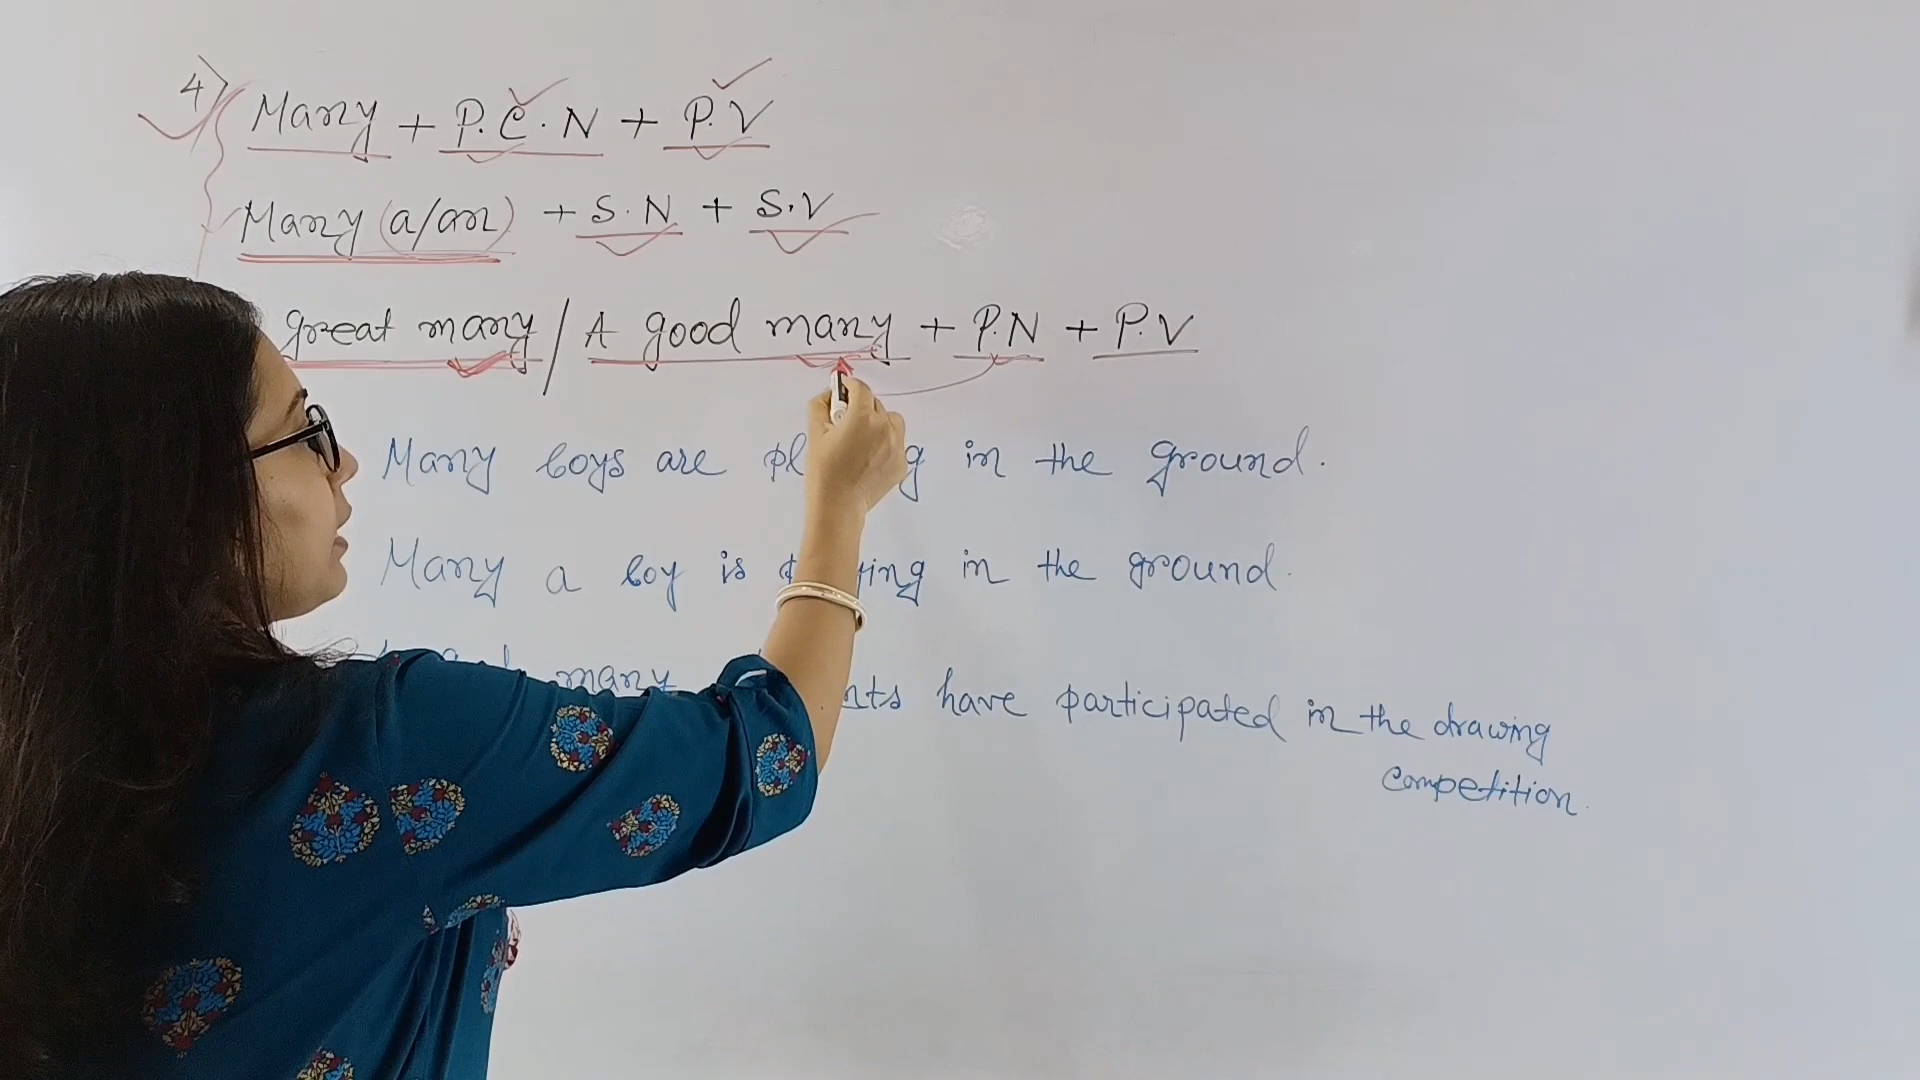 4) Many + P.C.N + P.V
Many (a/an) + S.N + S.V
great many / A good many + P.N + P.V
Many boys are in the ground.
Many a boy is in the ground.
many have participated in the drawing
competition.